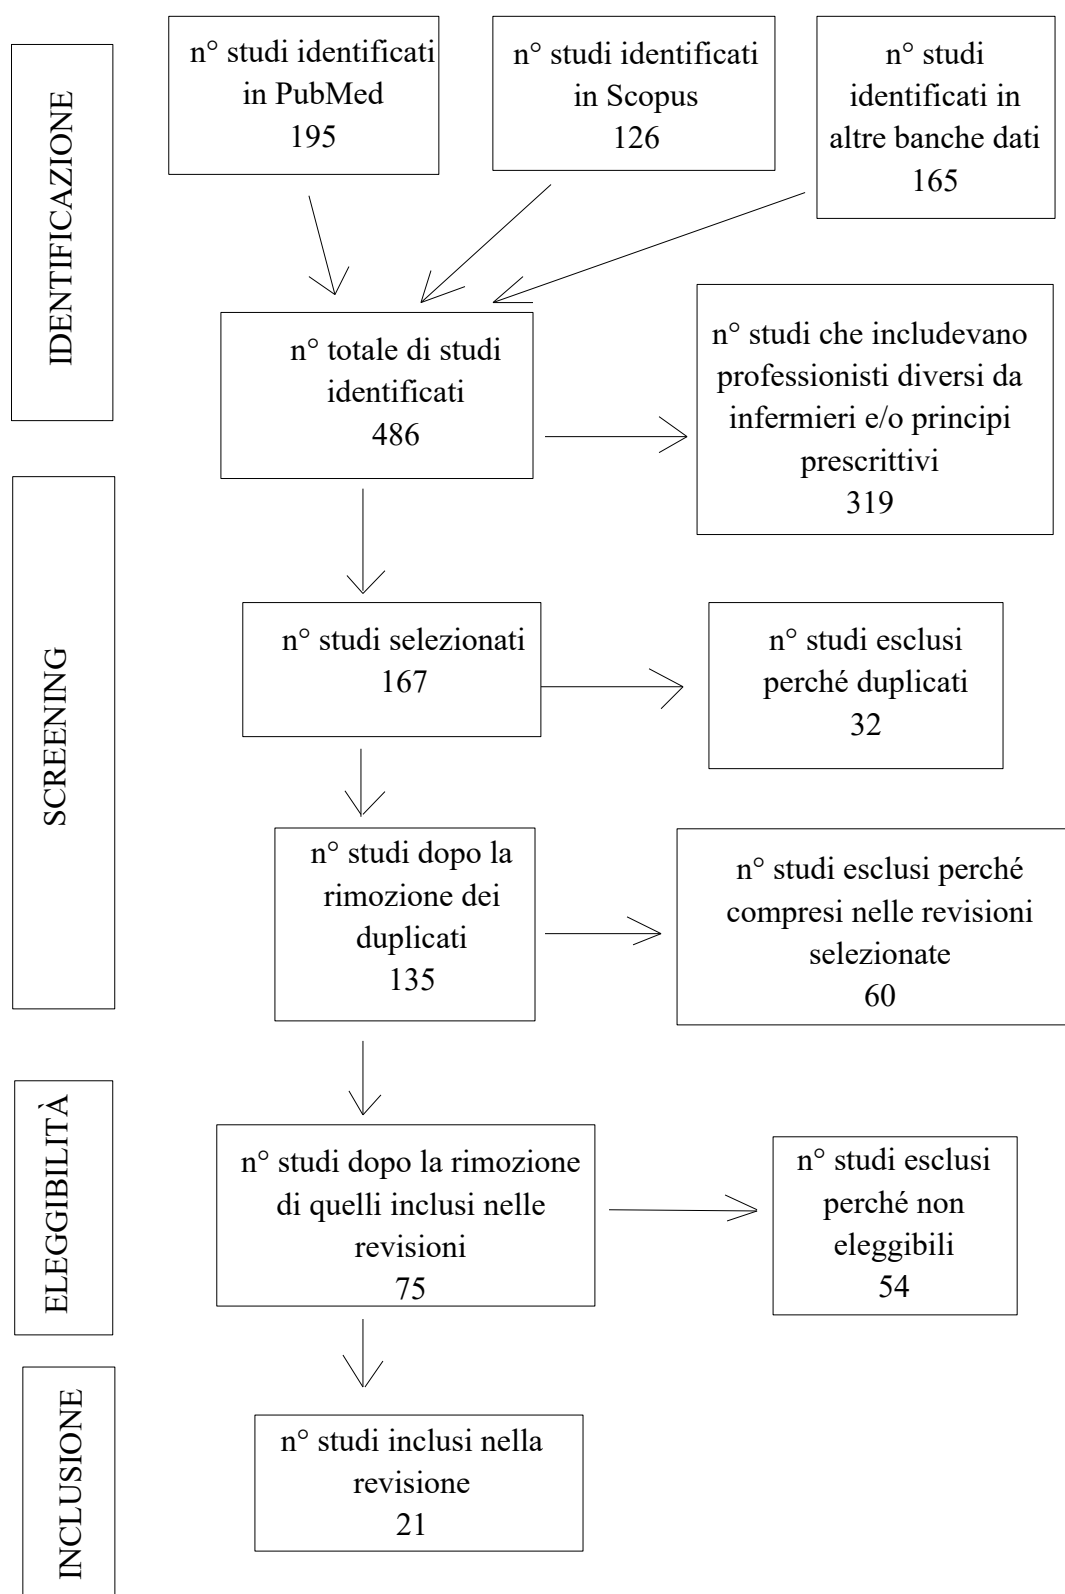 IDENTIFICAZIONE
n° studi identificati
in PubMed
195
n° studi identificati
in Scopus
126
n° studi
identificati in
altre banche dati
165
n° totale di studi
identificati
486
n° studi che includevano
professionisti diversi da
infermieri e/o principi
prescrittivi
319
SCREENING
n° studi selezionati
167
n° studi esclusi
perché duplicati
32
n° studi dopo la
rimozione dei
duplicati
135
n° studi esclusi perché
compresi nelle revisioni
selezionate
60
ELEGGIBILITÀ
n° studi dopo la rimozione
di quelli inclusi nelle
revisioni
75
n° studi esclusi
perché non
eleggibili
54
INCLUSIONE
n° studi inclusi nella
revisione
21